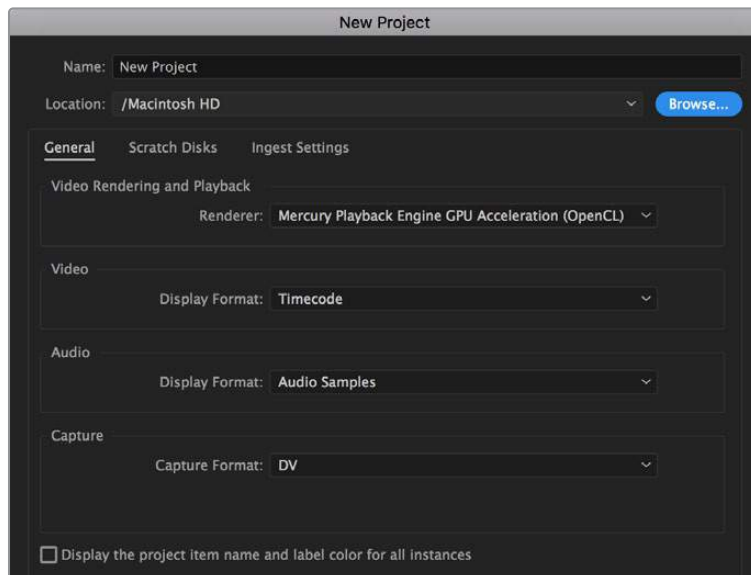 New Project
Name: New Project
Location: /Macintosh HD Browse...
General Scratch Disks Ingest Settings
Video Rendering and Playback
Renderer: Mercury Playback Engine GPU Acceleration (OpenCL)
Video
Display Format: Timecode
Audio
Display Format: Audio Samples
Capture
Capture Format: DV
Display the project item name and label color for all instances